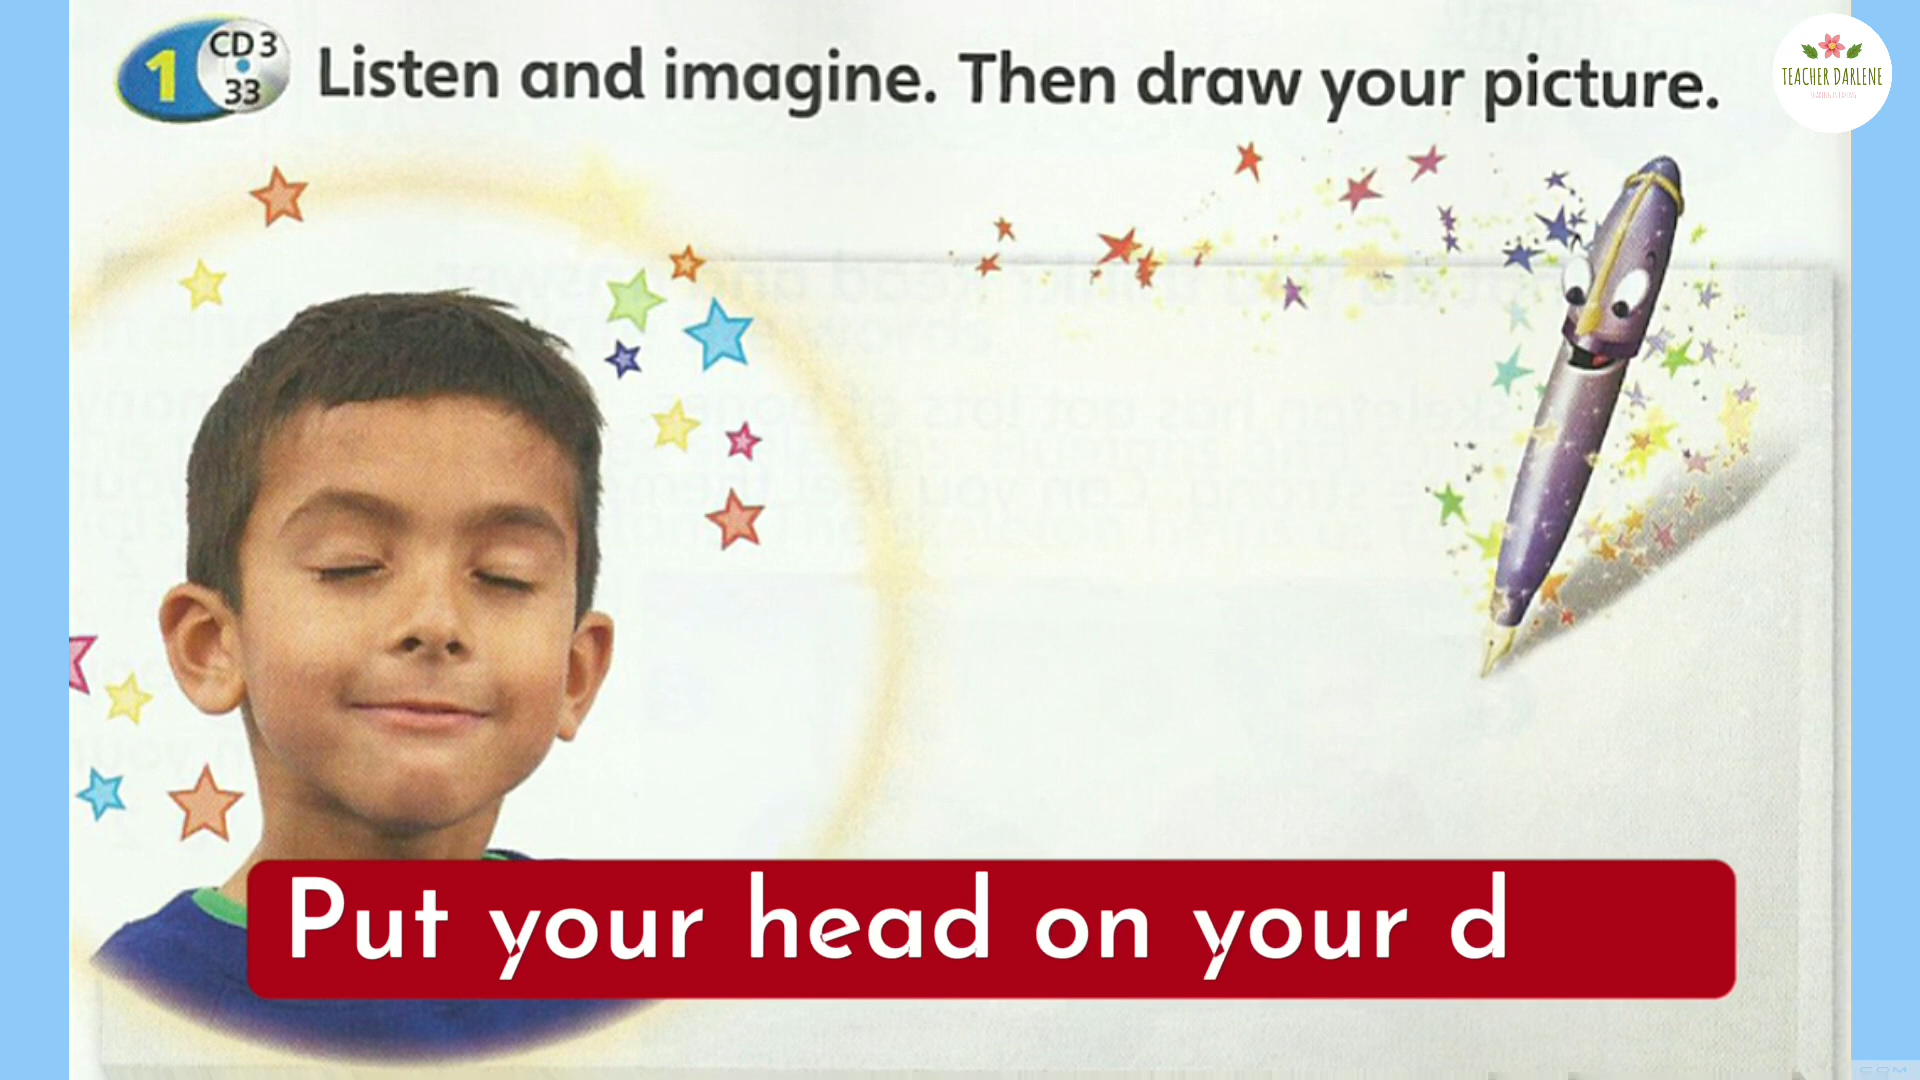 1 CD 3 33 Listen and imagine. Then draw your picture.
TEACHER DARLENE
Put your head on your d